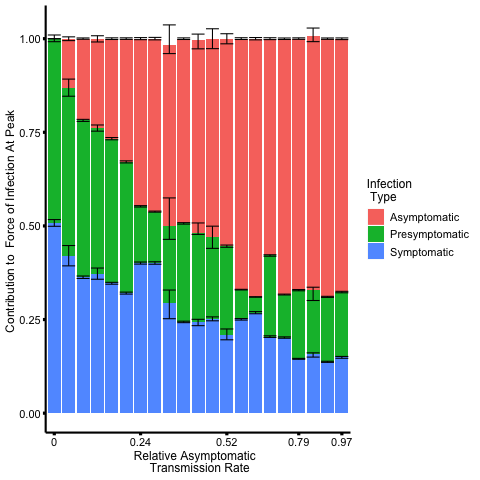 1.00
0.75
0.50
0.25
0.00
Contribution to Force of Infection At Peak
0
0.24
0.52
0.79
0.97
Relative Asymptomatic
Transmission Rate
Infection
Type
Asymptomatic
Presymptomatic
Symptomatic